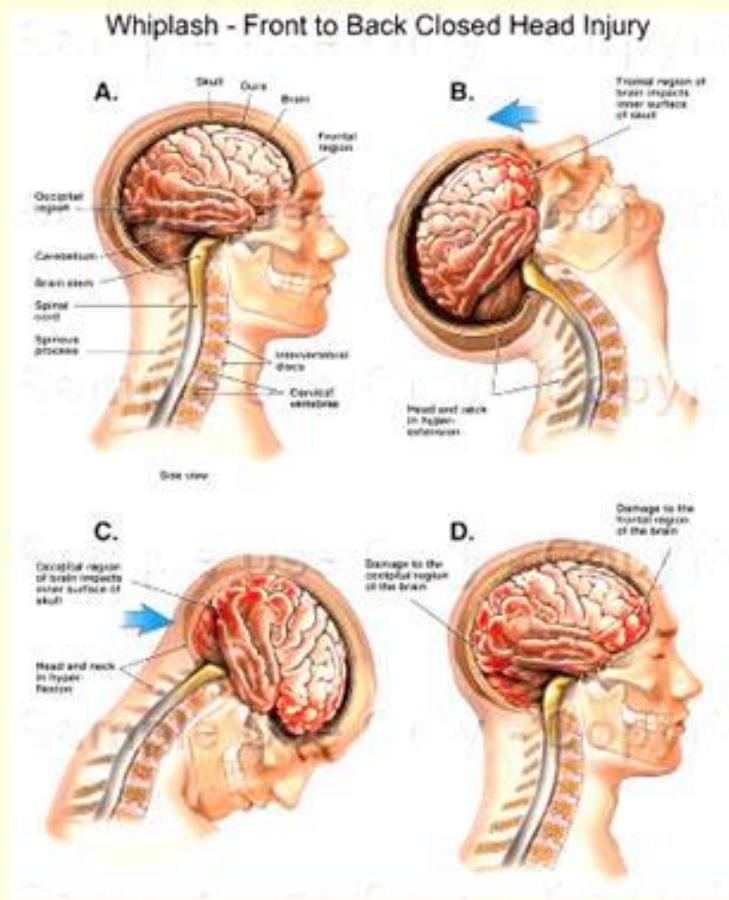 Whiplash - Front to Back Closed Head Injury
A.
Skull
Dura
Brain
Frontal
region
Occipital
region
Cerebellum
Brain stem
Spinal
cord
Spinous
process
Intervertebral
discs
Cervical
vertebrae
Side view
B.
Frontal region of
brain impacts
inner surface
of skull
Head and neck
in hyper-
extension
C.
Occipital region
of brain impacts
inner surface of
skull
Head and neck
in hyper-
flexion
D.
Damage to the
occipital region
of the brain
Damage to the
frontal region
of the brain